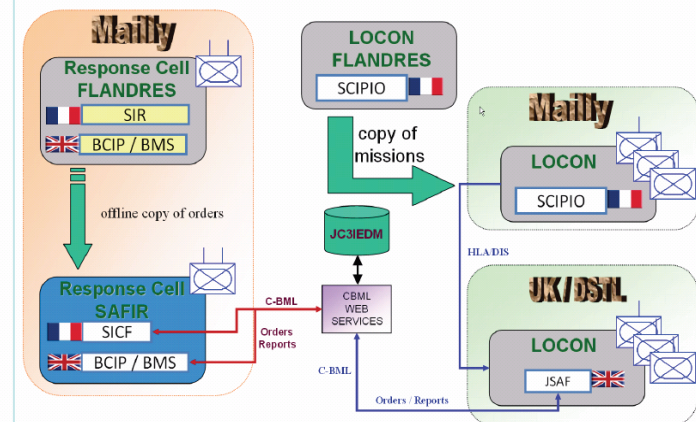 Mailly
Response Cell
FLANDRES
SIR
BCIP / BMS
offline copy of orders
Response Cell
SAFIR
SICF
BCIP / BMS
LOCON
FLANDRES
SCIPIO
copy of
missions
JC3IEDM
CBML
WEB
SERVICES
C-BML
Orders
Reports
C-BML
Orders / Reports
Mailly
LOCON
SCIPIO
HLA/DIS
UK/DSTL
LOCON
JSAF